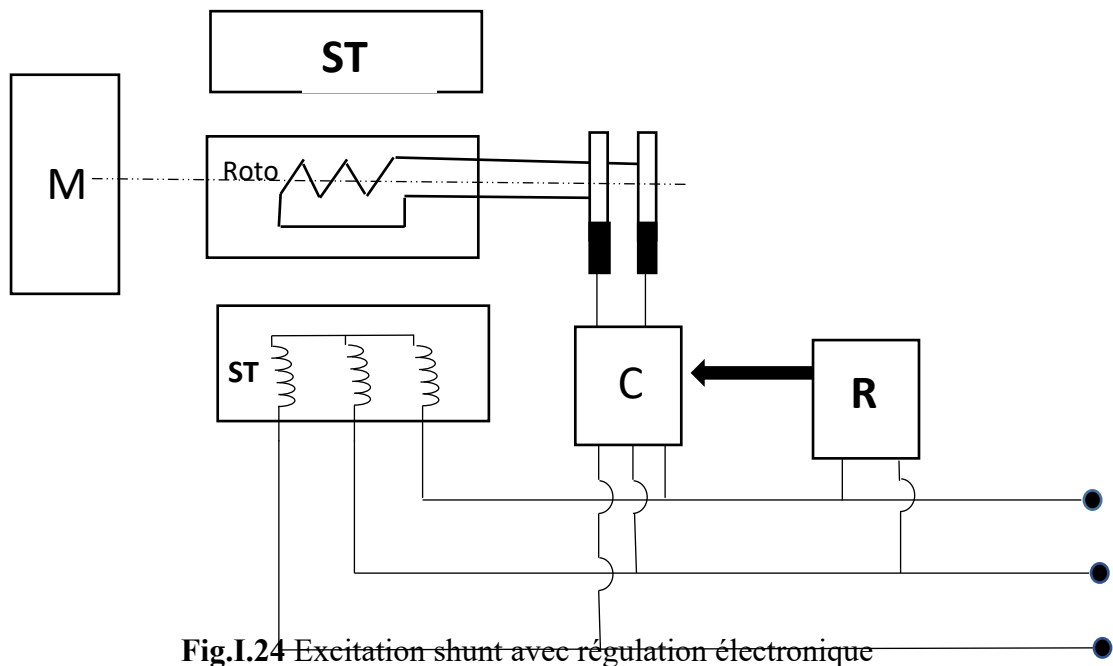 ST
M
Roto
ST
C
R
Fig.I.24 Excitation shunt avec régulation électronique